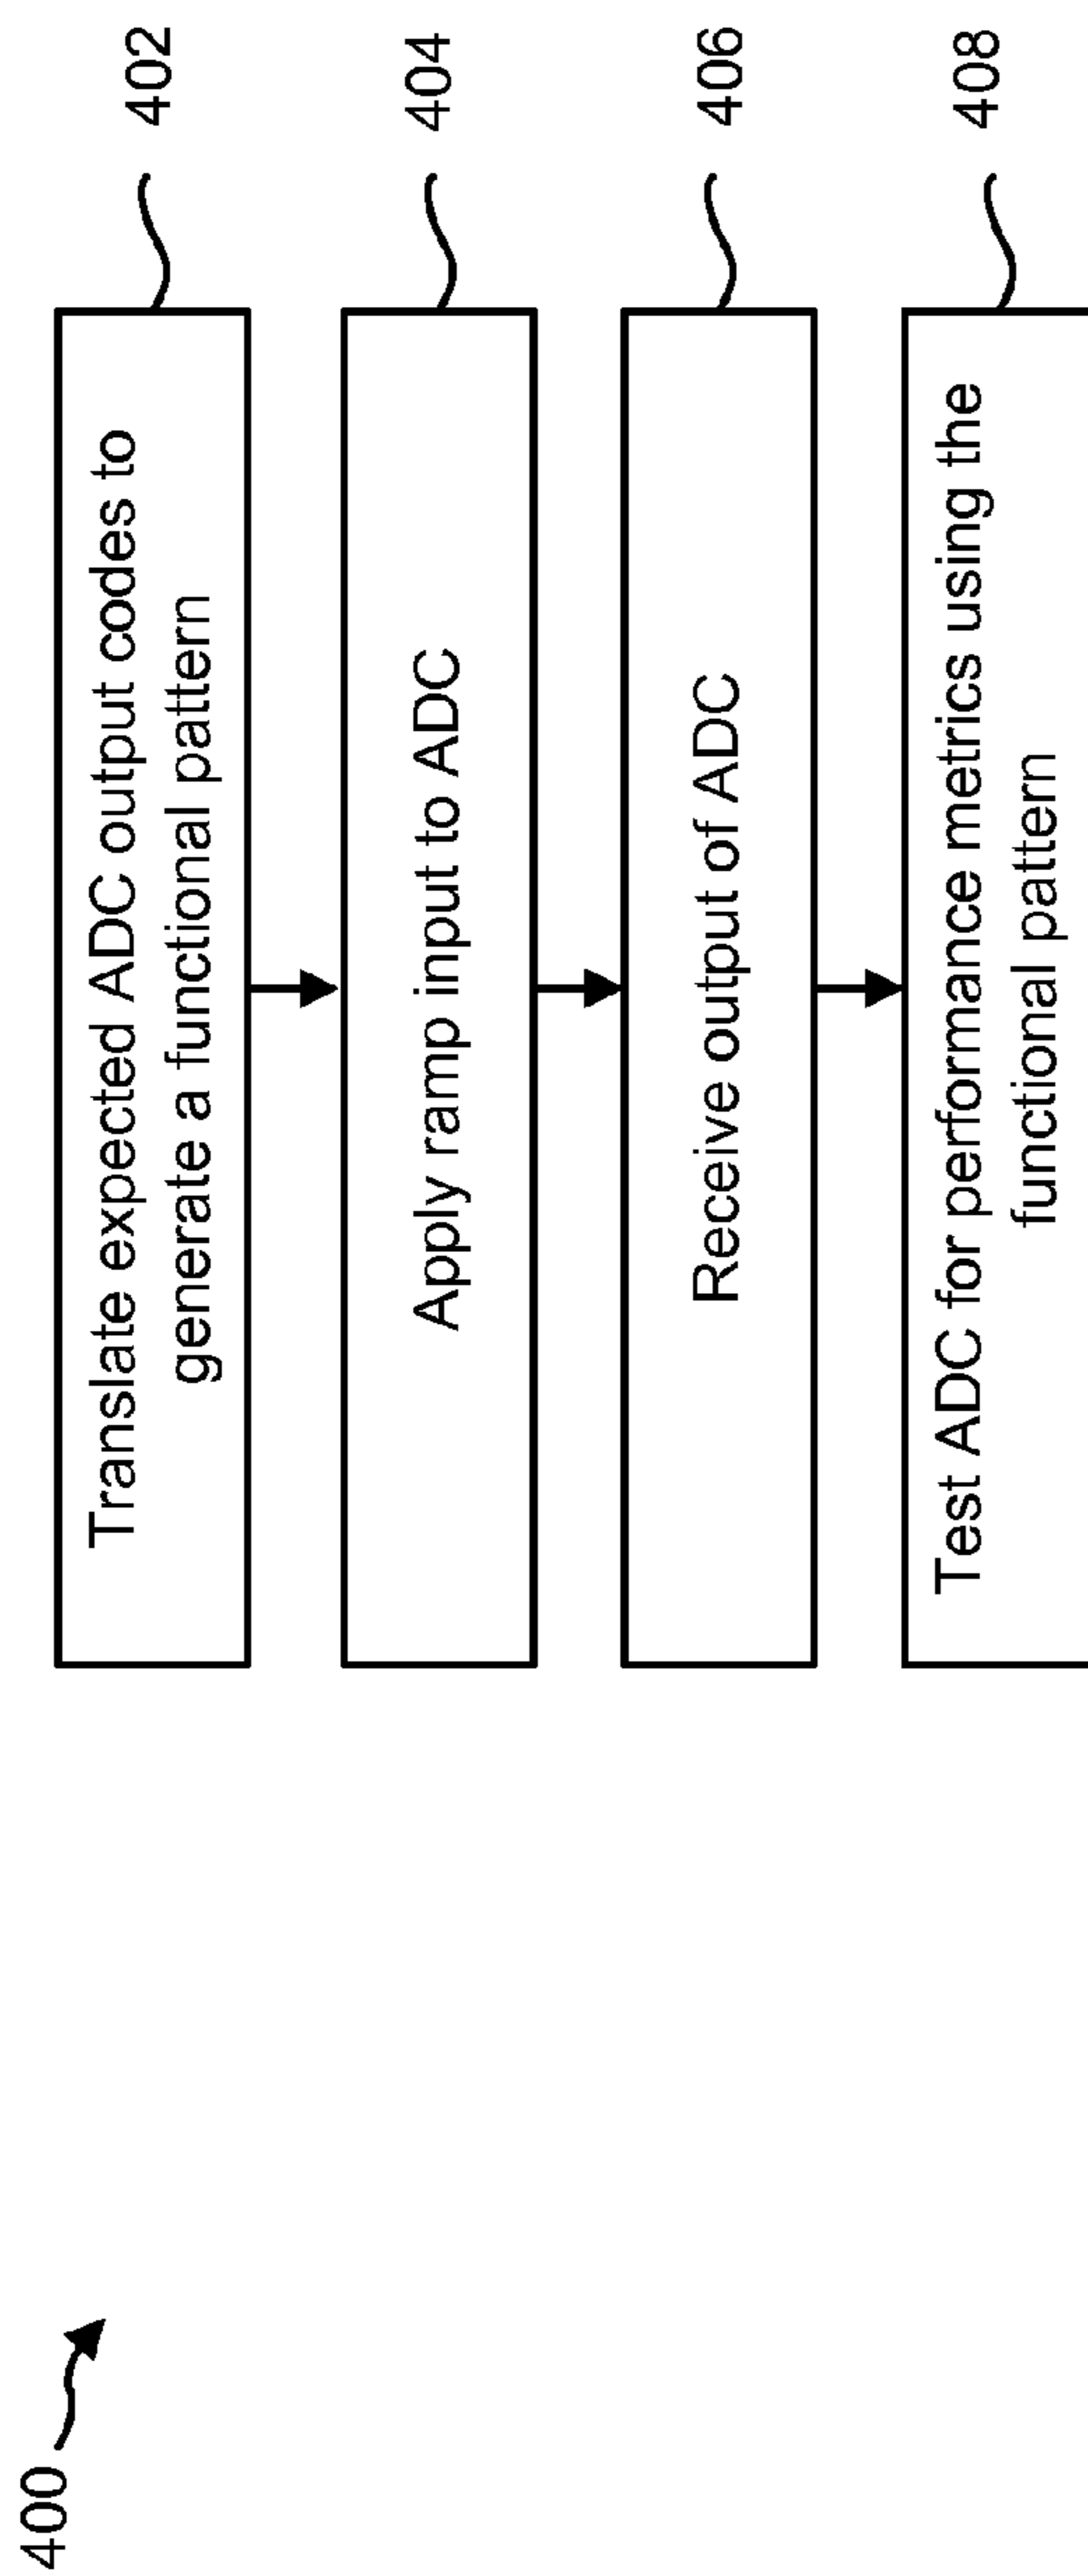 400
Translate expected ADC output codes to
generate a functional pattern
402
Apply ramp input to ADC
404
Receive output of ADC
406
Test ADC for performance metrics using the
functional pattern
408